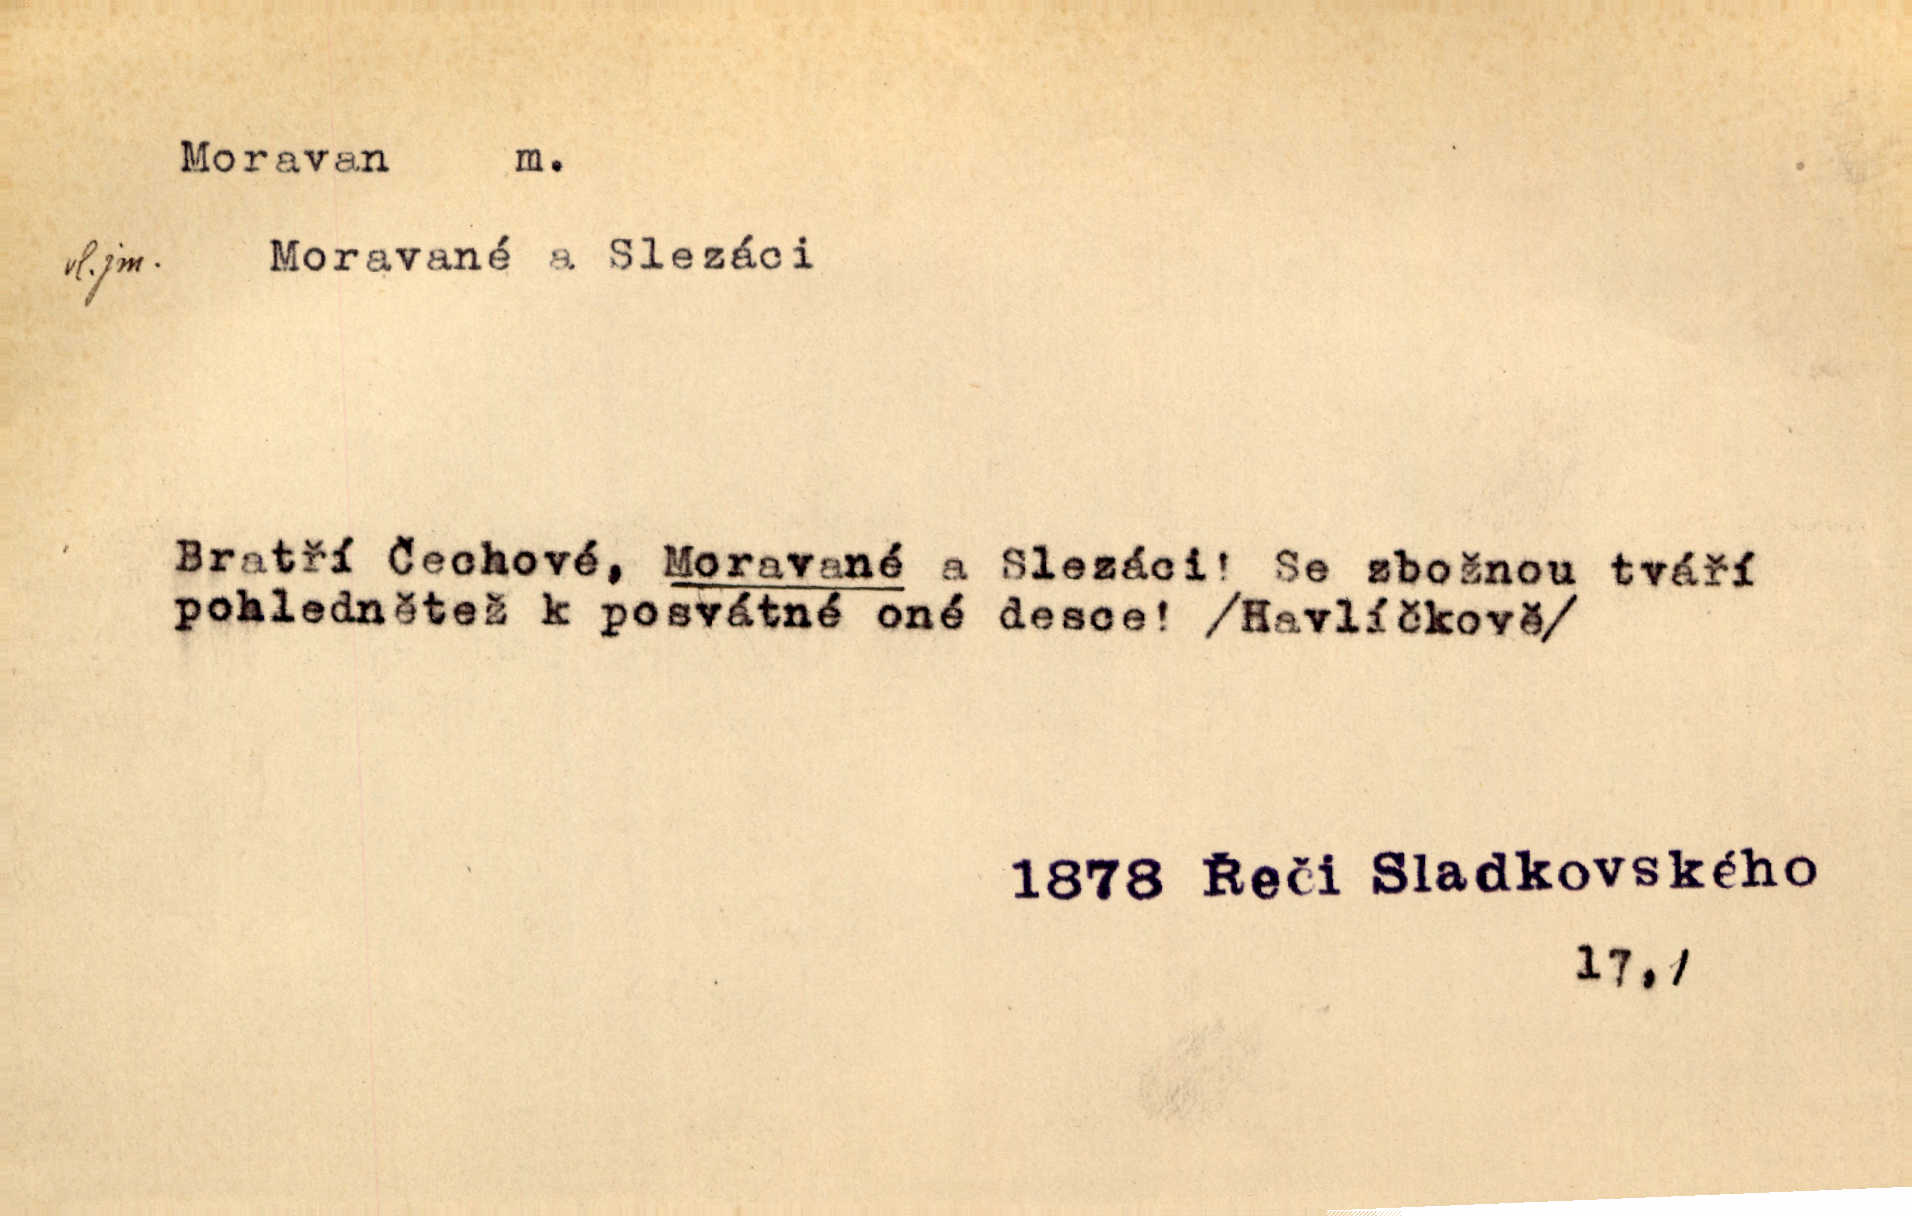 Moravan m.
vl. jm. Moravané a Slezáci
Bratří Čechové, Moravané a Slezáci! Se zbožnou tváří
pohlednětež k posvátné oné desce! /Havlíčkově/
1878 Řeči Sladkovského
17,1